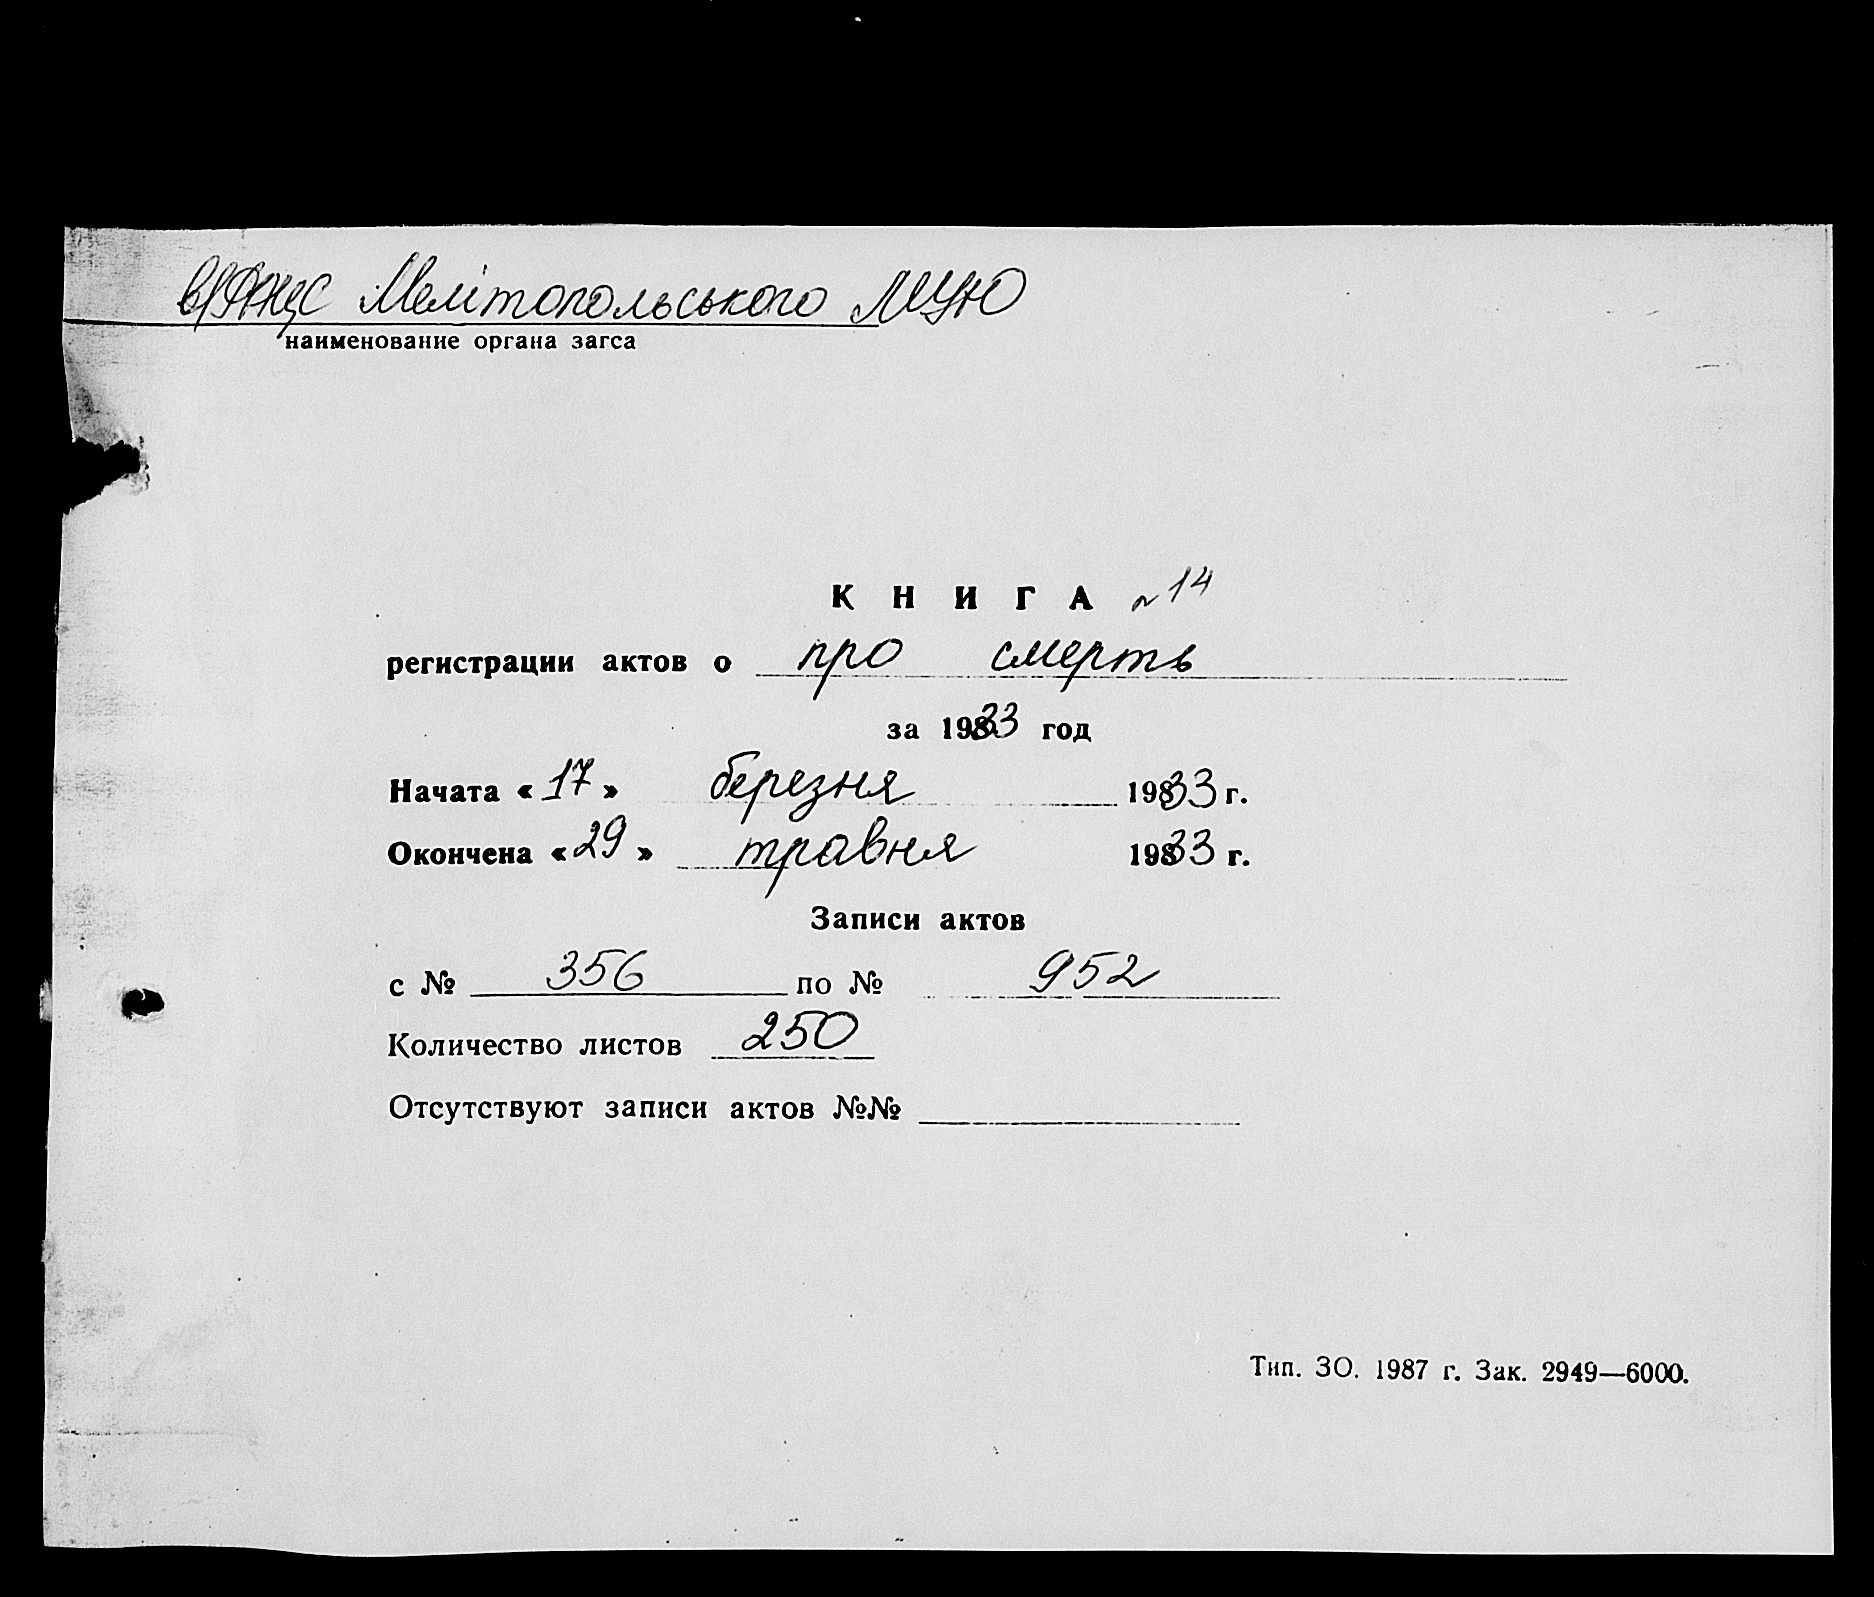 Мелітопольського МУЮ
наименование органа загса
КНИГА №14
регистрации актов о про смерть
за 1933 год
Начата «17» березня 1933 г.
Окончена «29» травня 1933 г.
Записи актов
с № 356 по № 952
Количество листов 250
Отсутствуют записи актов №№
Тип. ЗО. 1987 г. Зак. 2949—6000.